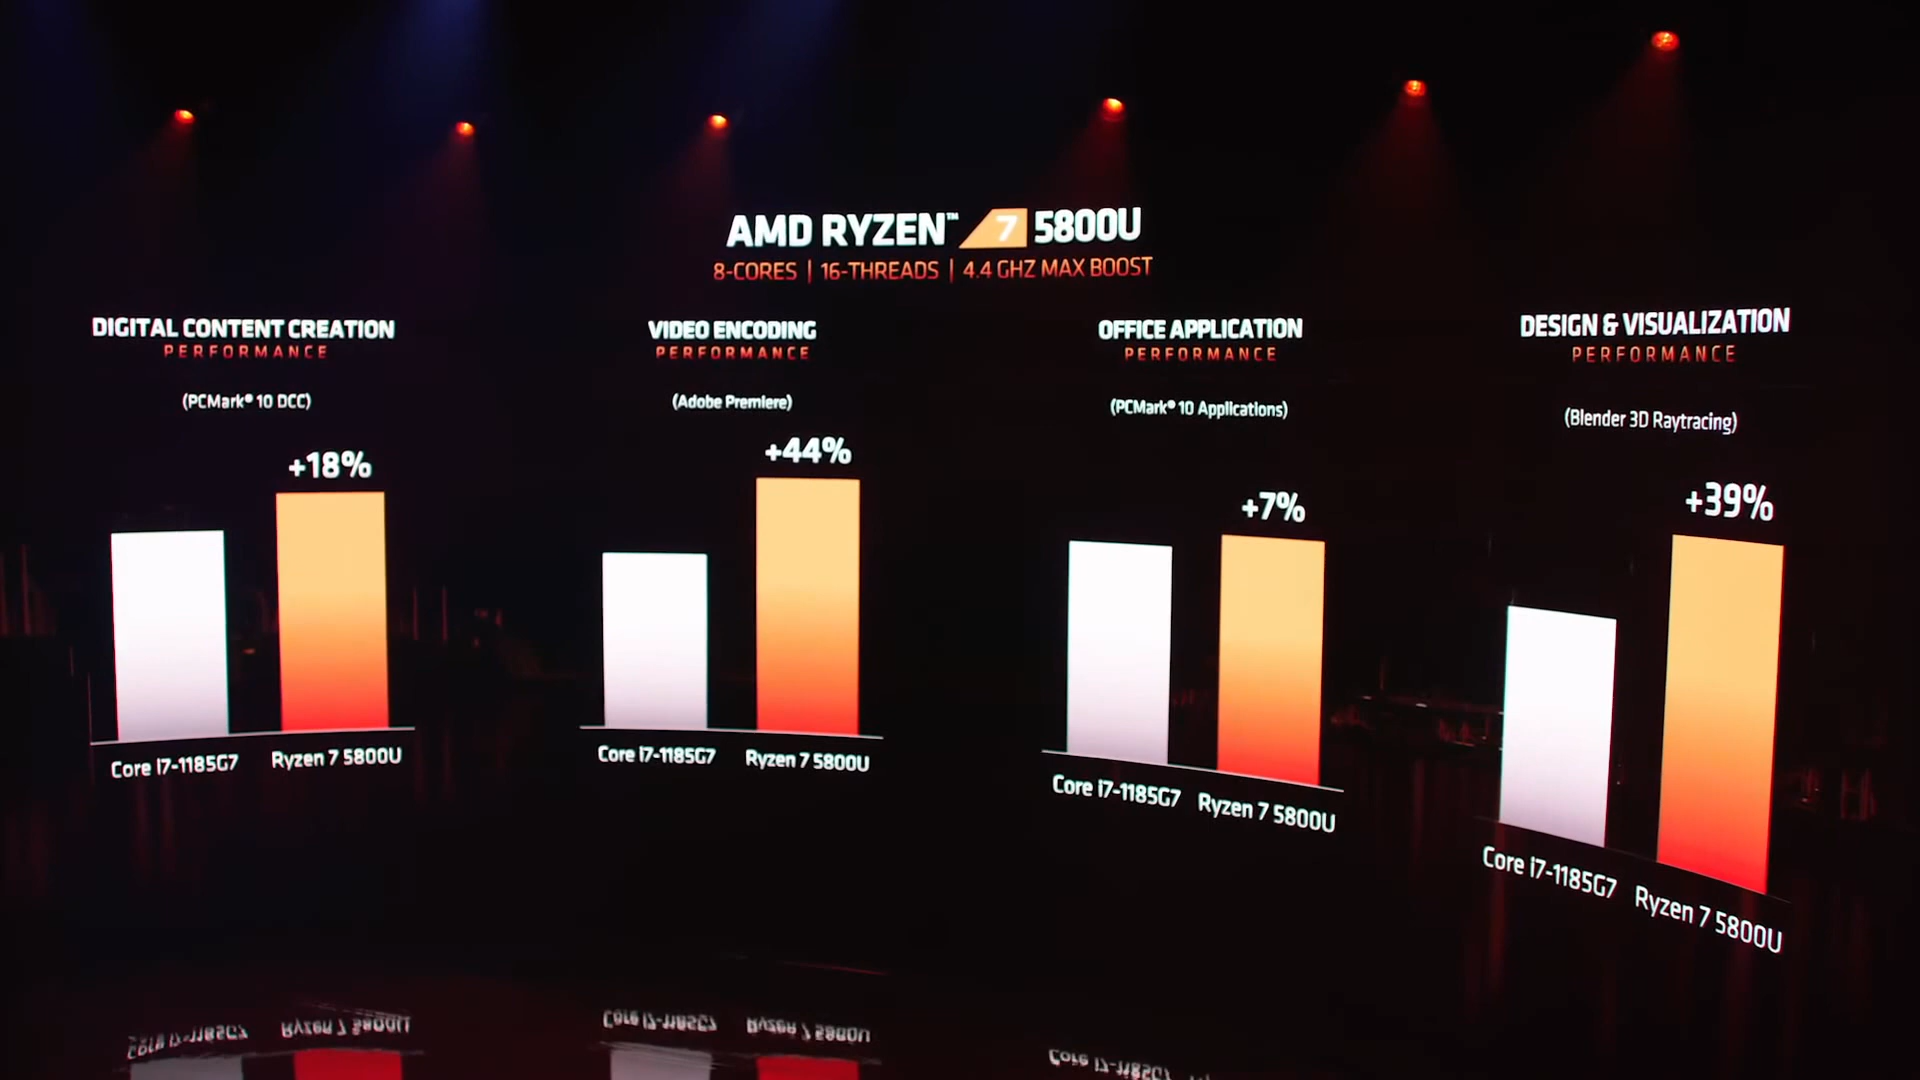 AMD RYZEN™ 7 5800U
8-CORES | 16-THREADS | 4.4 GHZ MAX BOOST
DIGITAL CONTENT CREATION
PERFORMANCE
(PCMark® 10 DCC)
+18%
Core i7-1185G7
Ryzen 7 5800U
VIDEO ENCODING
PERFORMANCE
(Adobe Premiere)
+44%
Core i7-1185G7
Ryzen 7 5800U
OFFICE APPLICATION
PERFORMANCE
(PCMark® 10 Applications)
+7%
Core i7-1185G7
Ryzen 7 5800U
DESIGN & VISUALIZATION
PERFORMANCE
(Blender 3D Raytracing)
+39%
Core i7-1185G7
Ryzen 7 5800U